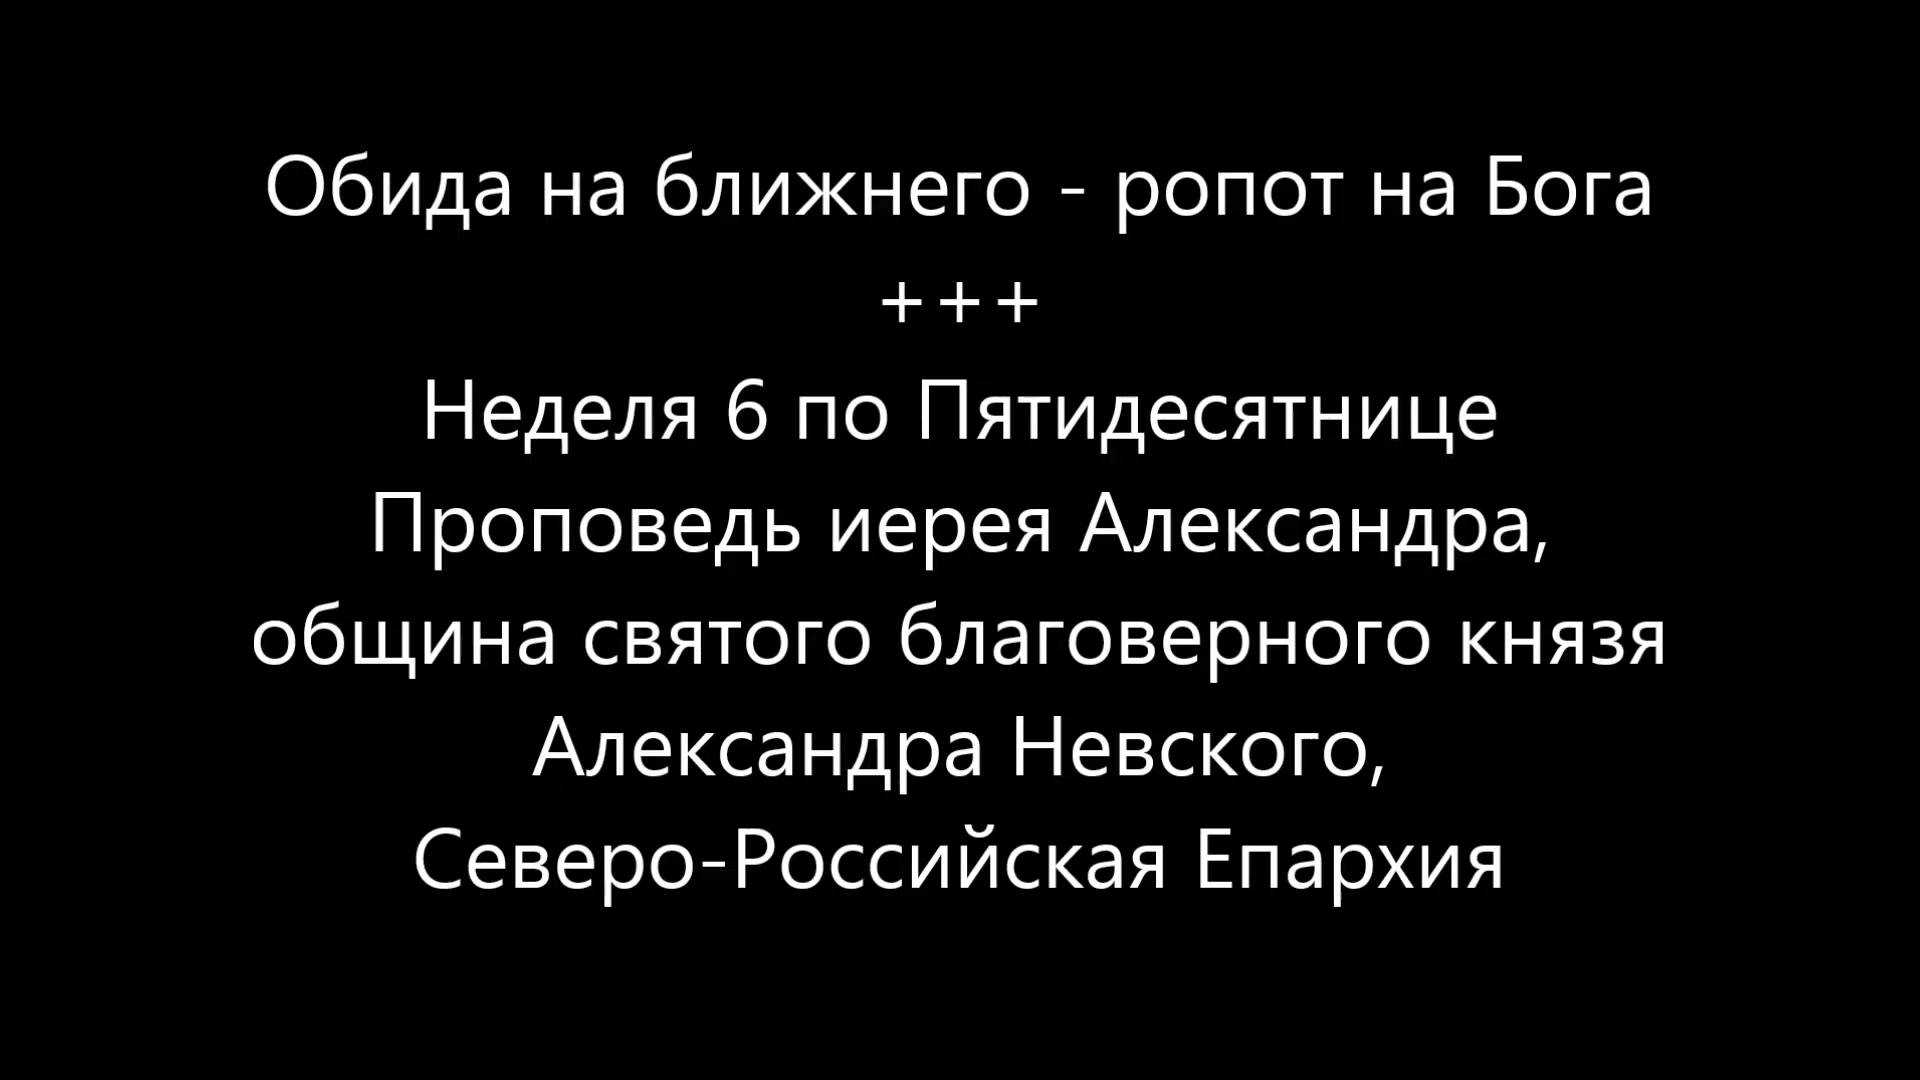 Обида на ближнего - ропот на Бога
+++
Неделя 6 по Пятидесятнице
Проповедь иерея Александра,
община святого благоверного князя
Александра Невского,
Северо-Российская Епархия